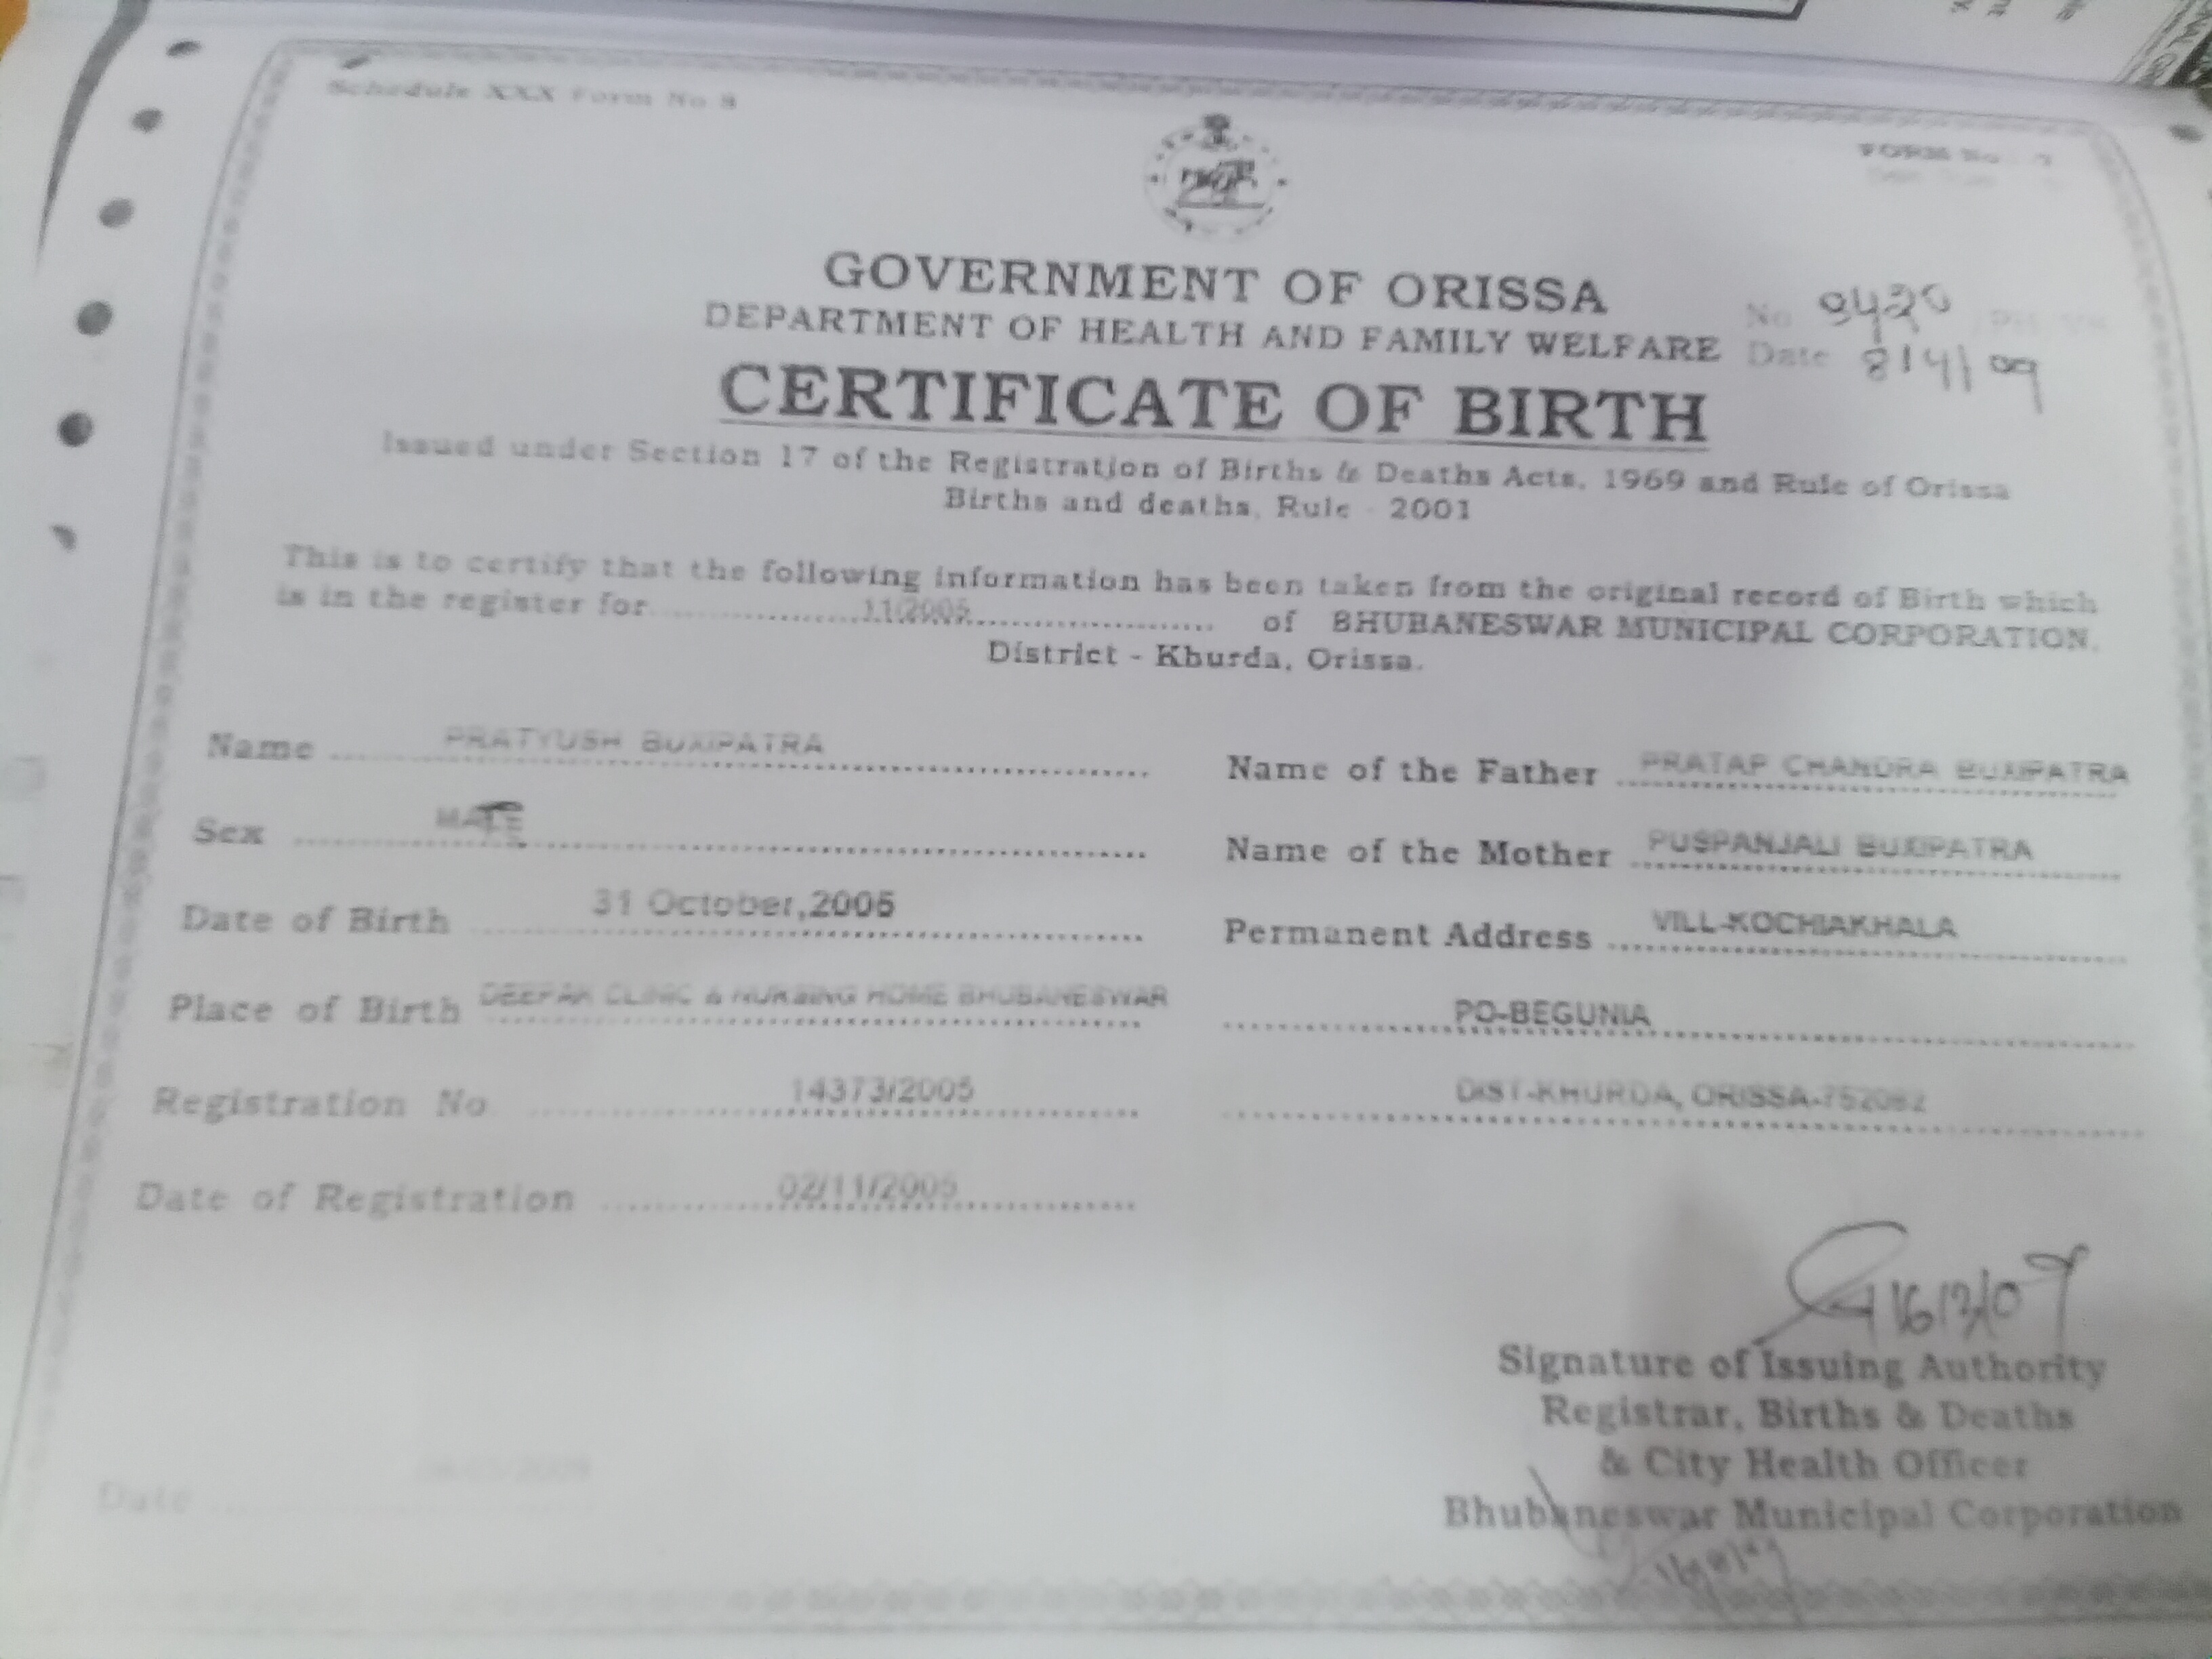 Schedule XXX Form No 8
FORM No.
GOVERNMENT OF ORISSA
DEPARTMENT OF HEALTH AND FAMILY WELFARE
No 9420
Date 8/4/09
CERTIFICATE OF BIRTH
Issued under Section 17 of the Registration of Births & Deaths Acts, 1969 and Rule of Orissa
Births and deaths, Rule - 2001
This is to certify that the following information has been taken from the original record of Birth which
is in the register for 11/2005 of BHUBANESWAR MUNICIPAL CORPORATION.
District - Khurda, Orissa.
Name PRATYUSH BUXIPATRA
Name of the Father PRATAP CHANDRA BUXIPATRA
Sex MALE
Name of the Mother PUSPANJALI BUXIPATRA
Date of Birth 31 October,2005
Permanent Address VILL-KOCHIAKHALA
Place of Birth DEEPAK CLINIC & NURSING HOME BHUBANESWAR
PO-BEGUNIA
Registration No 14373/2005
DIST-KHURDA, ORISSA-752062
Date of Registration 02/11/2005
Signature of Issuing Authority
Registrar, Births & Deaths
& City Health Officer
Bhubaneswar Municipal Corporation
Date